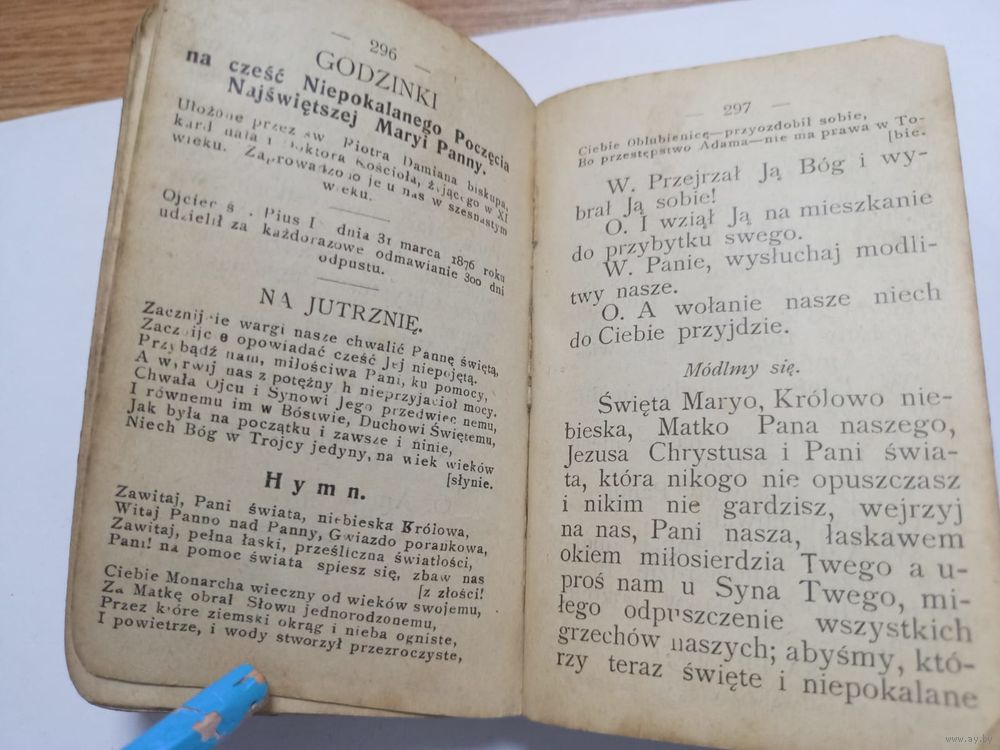 — 296 —
GODZINKI
na cześć Niepokalanego Poczęcia
Najświętszej Maryi Panny.
Ułożone przez św Piotra Damiana biskupa,
kard nała i doktora Kościoła, żyjącego w XI
wieku. Zaprowadzono je u nas w szesnastym
wieku.
Ojciec ś . Pius I dnia 31 marca 1876 roku
udzielił za każdorazowe odmawianie 300 dni
odpustu.
NA JUTRZNIĘ.
Zacznijcie wargi nasze chwalić Pannę świętą,
Zacznijcie opowiadać cześć Jej niepojętą.
Przybądź nam, miłościwa Pani, ku pomocy,
A wyrwij nas z potężnych nieprzyjaciół mocy.
Chwała Ojcu i Synowi Jego przedwiecznemu,
I równemu im w Bóstwie, Duchowi Świętemu,
Jak była na początku i zawsze i ninie,
Niech Bóg w Trojcy jedyny, na wiek wieków
[słynie.
Hymn.
Zawitaj, Pani świata, niebieska Królowa,
Witaj Panno nad Panny, Gwiazdo porankowa,
Zawitaj, pełna łaski, prześliczna światłości,
Pani! na pomoc świata spiesz się, zbaw nas
[z złości!
Ciebie Monarcha wieczny od wieków swojemu,
Za Matkę obrał Słowu jednorodzonemu,
Przez które ziemski okrąg i nieba ogniste,
I powietrze, i wody stworzył przezroczyste,
— 297 —
Ciebie Oblubienicę—przyozdobił sobie,
Bo przestępstwo Adama—nie ma prawa w To-
[bie.
W. Przejrzał Ją Bóg i wy-
brał Ją sobie!
O. I wziął Ją na mieszkanie
do przybytku swego.
W. Panie, wysłuchaj modli-
twy nasze.
O. A wołanie nasze niech
do Ciebie przyjdzie.
Módlmy się.
Święta Maryo, Królowo nie-
bieska, Matko Pana naszego,
Jezusa Chrystusa i Pani świa-
ta, która nikogo nie opuszczasz
i nikim nie gardzisz, wejrzyj
na nas, Pani nasza, łaskawem
okiem miłosierdzia Twego a u-
proś nam u Syna Twego, mi-
łego odpuszczenie wszystkich
grzechów naszych; abyśmy, któ-
rzy teraz święte i niepokalane
www.ay.by